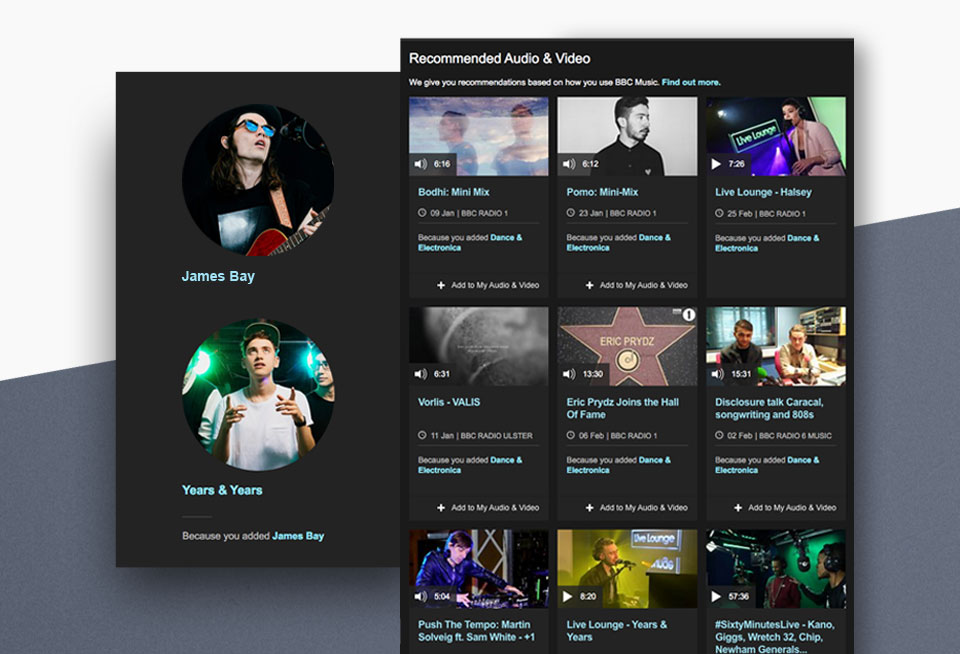 James Bay
Years & Years
Because you added James Bay
Recommended Audio & Video
We give you recommendations based on how you use BBC Music. Find out more.
6:16
Bodhi: Mini Mix
09 Jan | BBC RADIO 1
Because you added Dance &
Electronica
Add to My Audio & Video
6:12
Pomo: Mini-Mix
23 Jan | BBC RADIO 1
Because you added Dance &
Electronica
Add to My Audio & Video
Live Lounge
7:26
Live Lounge - Halsey
25 Feb | BBC RADIO 1
Because you added Dance &
Electronica
6:31
Vorlis - VALIS
11 Jan | BBC RADIO ULSTER
Because you added Dance &
Electronica
Add to My Audio & Video
1
ERIC PRYDZ
13:30
Eric Prydz Joins the Hall
Of Fame
06 Feb | BBC RADIO 1
Because you added Dance &
Electronica
Add to My Audio & Video
15:31
Disclosure talk Caracal,
songwriting and 808s
02 Feb | BBC RADIO 6 MUSIC
Because you added Dance &
Electronica
Add to My Audio & Video
5:04
Push The Tempo: Martin
Solveig ft. Sam White - +1
Live Lounge
8:20
Live Lounge - Years &
Years
57:36
#SixtyMinutesLive - Kano,
Giggs, Wretch 32, Chip,
Newham Generals...